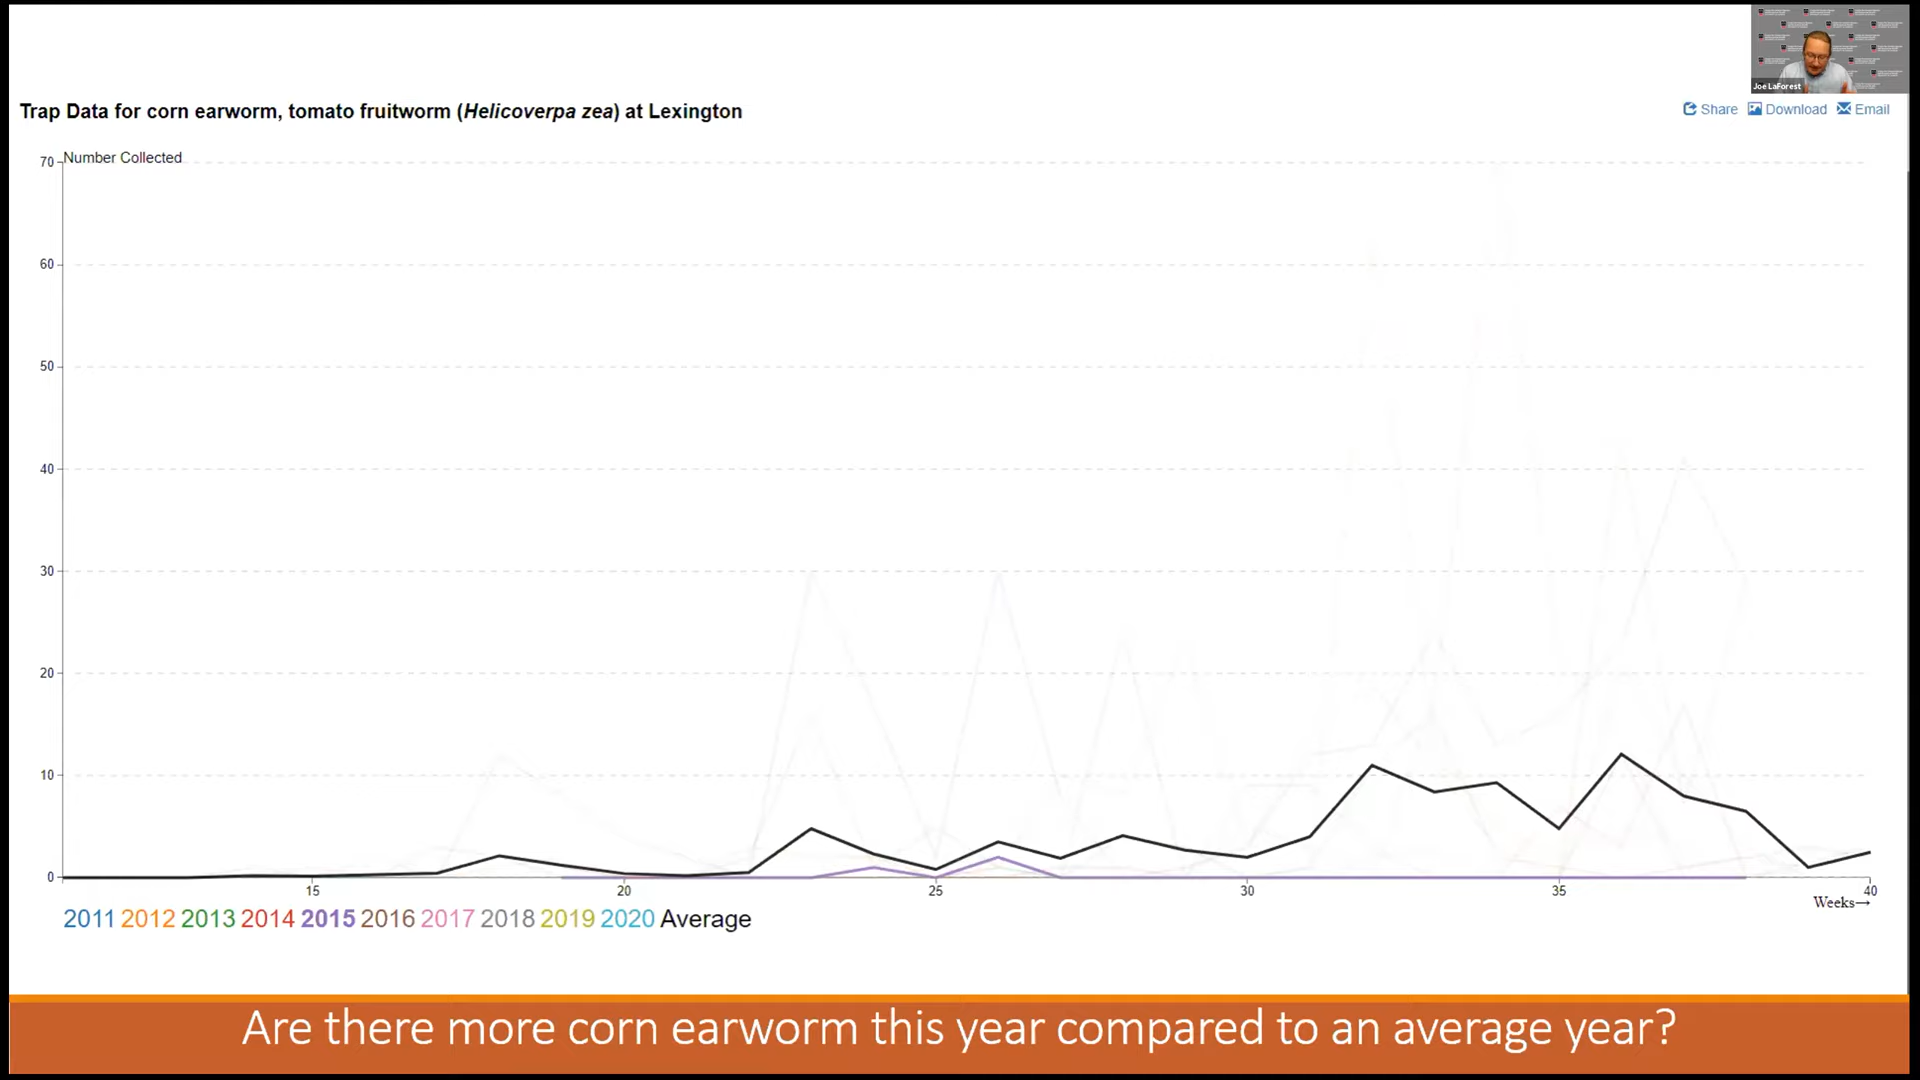 Joe LaForest
Trap Data for corn earworm, tomato fruitworm (Helicoverpa zea) at Lexington
Share Download Email
Number Collected
70
60
50
40
30
20
10
0
15 20 25 30 35 40
Weeks→
2011 2012 2013 2014 2015 2016 2017 2018 2019 2020 Average
Are there more corn earworm this year compared to an average year?